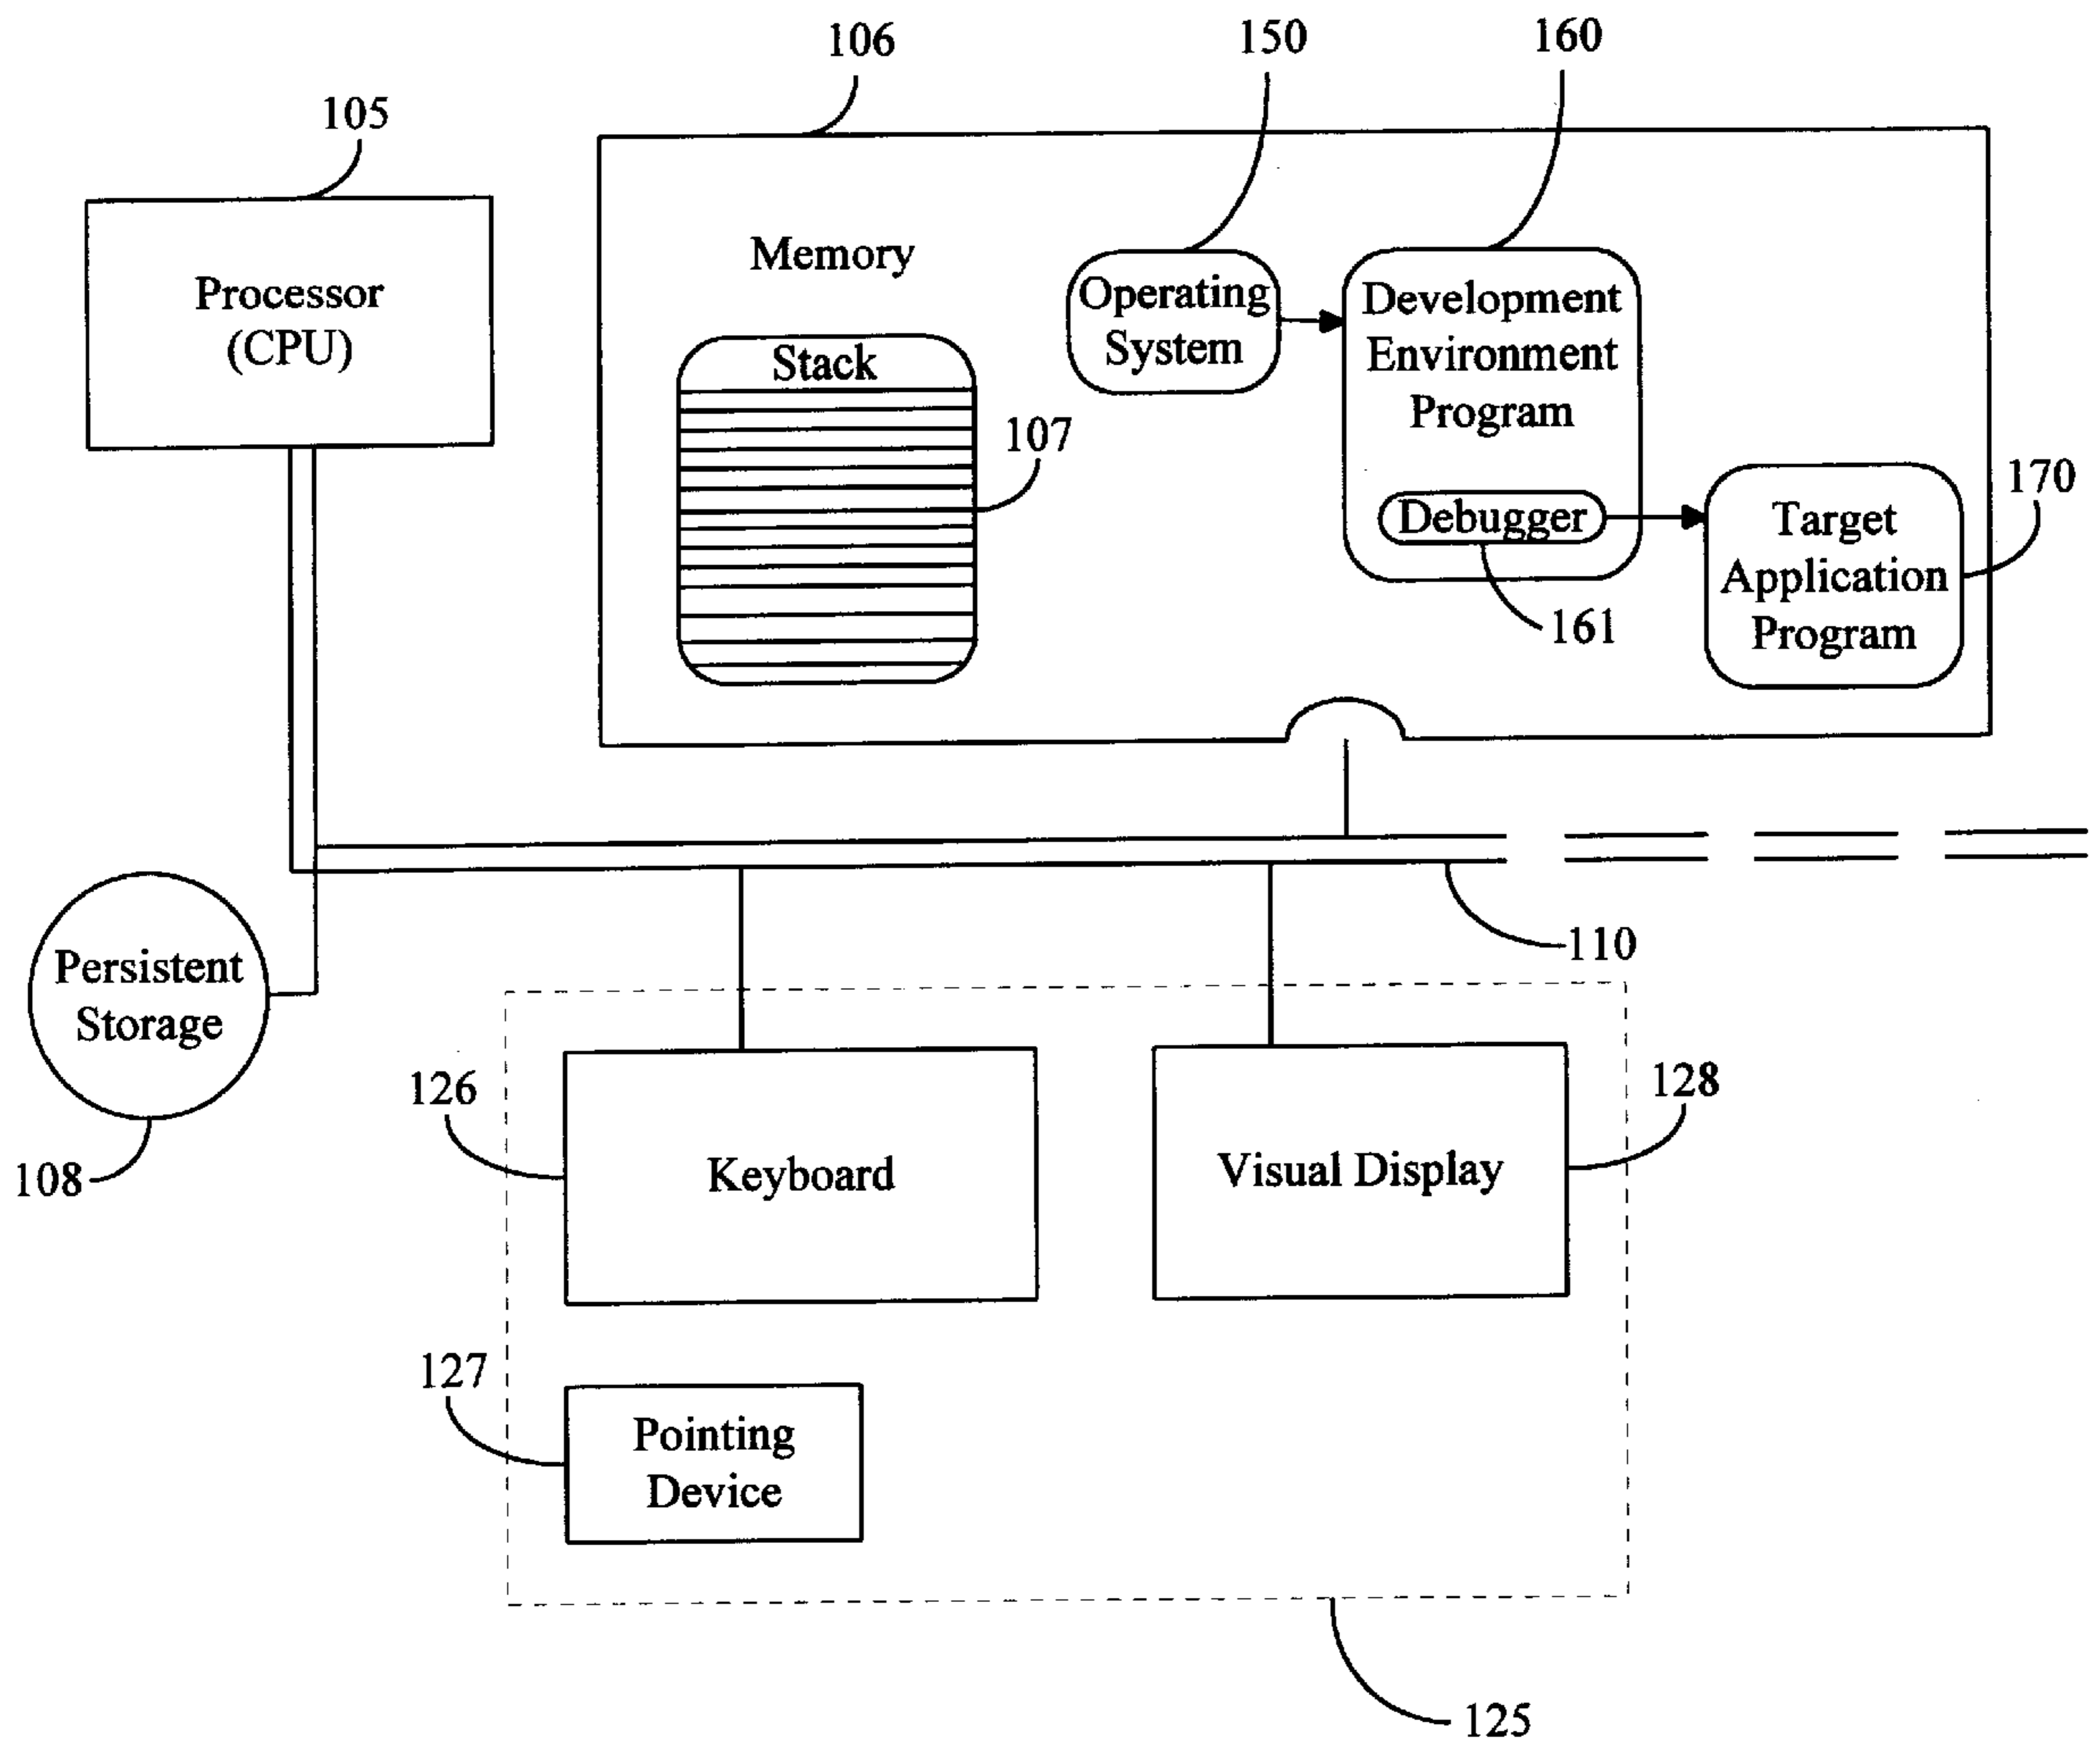 106
150
160
105
Memory
Processor
(CPU)
Operating
System
Development
Environment
Program
Stack
107
Debugger
161
170
Target
Application
Program
110
Persistent
Storage
108
126
Keyboard
Visual Display
128
127
Pointing
Device
125